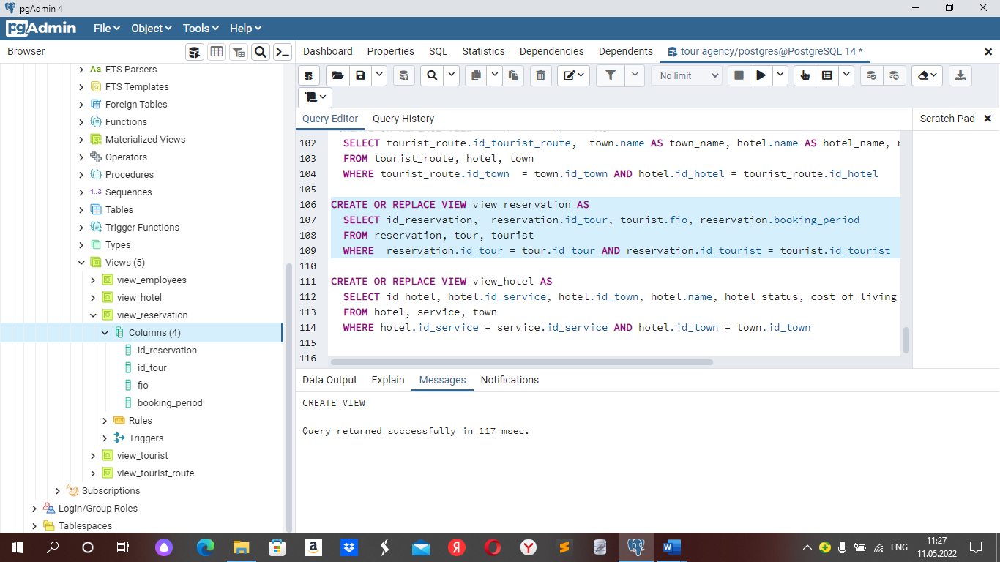 pgAdmin 4
pgAdmin File Object Tools Help
Browser
Dashboard Properties SQL Statistics Dependencies Dependents tour agency/postgres@PostgreSQL 14 *
No limit
Query Editor Query History
Scratch Pad
Aa FTS Parsers
FTS Templates
Foreign Tables
Functions
Materialized Views
Operators
Procedures
1..3 Sequences
Tables
Trigger Functions
Types
Views (5)
view_employees
view_hotel
view_reservation
Columns (4)
id_reservation
id_tour
fio
booking_period
Rules
Triggers
view_tourist
view_tourist_route
Subscriptions
Login/Group Roles
Tablespaces
102 SELECT tourist_route.id_tourist_route, town.name AS town_name, hotel.name AS hotel_name,
103 FROM tourist_route, hotel, town
104 WHERE tourist_route.id_town = town.id_town AND hotel.id_hotel = tourist_route.id_hotel
105
106 CREATE OR REPLACE VIEW view_reservation AS
107 SELECT id_reservation, reservation.id_tour, tourist.fio, reservation.booking_period
108 FROM reservation, tour, tourist
109 WHERE reservation.id_tour = tour.id_tour AND reservation.id_tourist = tourist.id_tourist
110
111 CREATE OR REPLACE VIEW view_hotel AS
112 SELECT id_hotel, hotel.id_service, hotel.id_town, hotel.name, hotel_status, cost_of_living
113 FROM hotel, service, town
114 WHERE hotel.id_service = service.id_service AND hotel.id_town = town.id_town
115
116
Data Output Explain Messages Notifications
CREATE VIEW
Query returned successfully in 117 msec.
ENG
11:27
11.05.2022